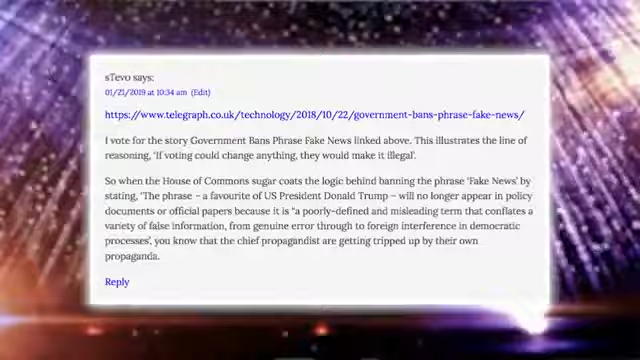 sTevo says:
01/21/2019 at 10:34 am (Edit)
https://www.telegraph.co.uk/technology/2018/10/22/government-bans-phrase-fake-news/
I vote for the story Government Bans Phrase Fake News linked above. This illustrates the line of
reasoning, ‘If voting could change anything, they would make it illegal’.
So when the House of Commons sugar coats the logic behind banning the phrase ‘Fake News’ by
stating, ‘The phrase – a favourite of US President Donald Trump – will no longer appear in policy
documents or official papers because it is “a poorly-defined and misleading term that conflates a
variety of false information, from genuine error through to foreign interference in democratic
processes’, you know that the chief propagandist are getting tripped up by their own
propaganda.
Reply